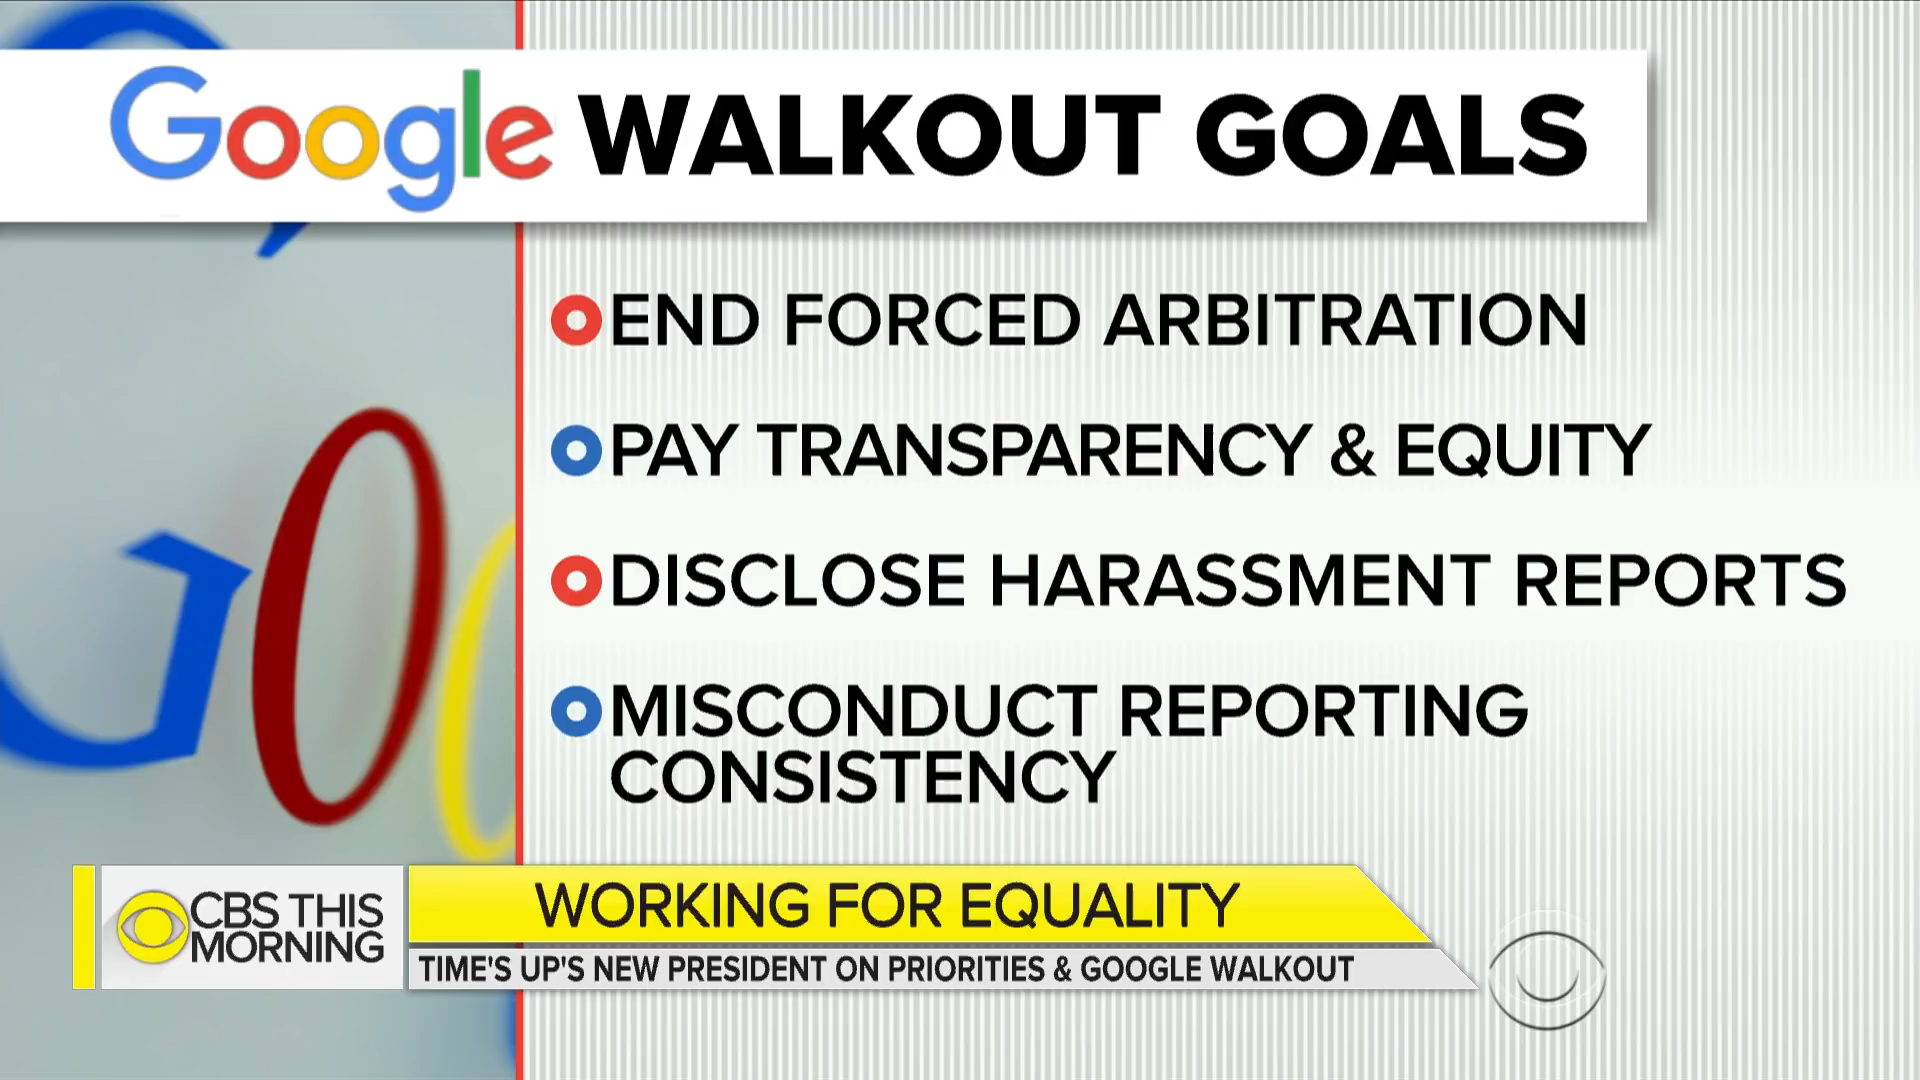 Google WALKOUT GOALS
END FORCED ARBITRATION
PAY TRANSPARENCY & EQUITY
DISCLOSE HARASSMENT REPORTS
MISCONDUCT REPORTING
CONSISTENCY
Goo
CBS THIS
MORNING
WORKING FOR EQUALITY
TIME'S UP'S NEW PRESIDENT ON PRIORITIES & GOOGLE WALKOUT